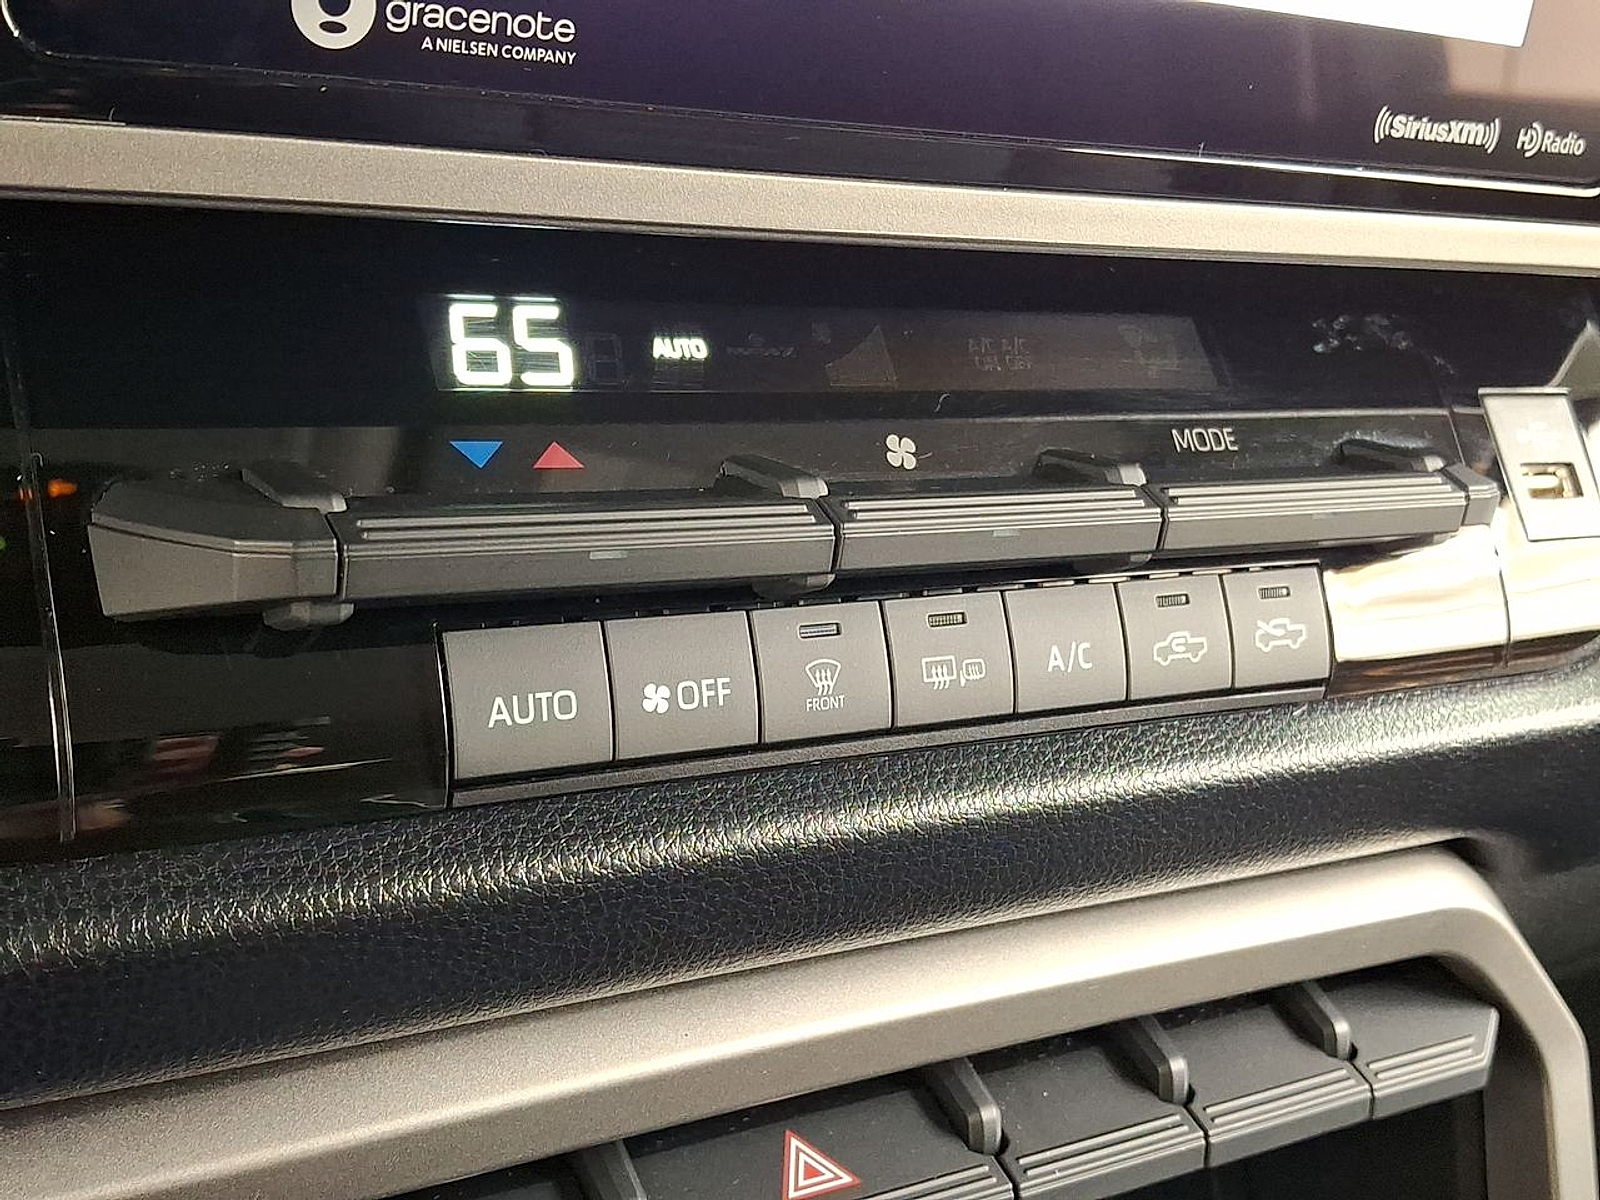 gracenote
A NIELSEN COMPANY
SiriusXM
HD Radio
65
AUTO
MODE
AUTO
OFF
FRONT
A/C